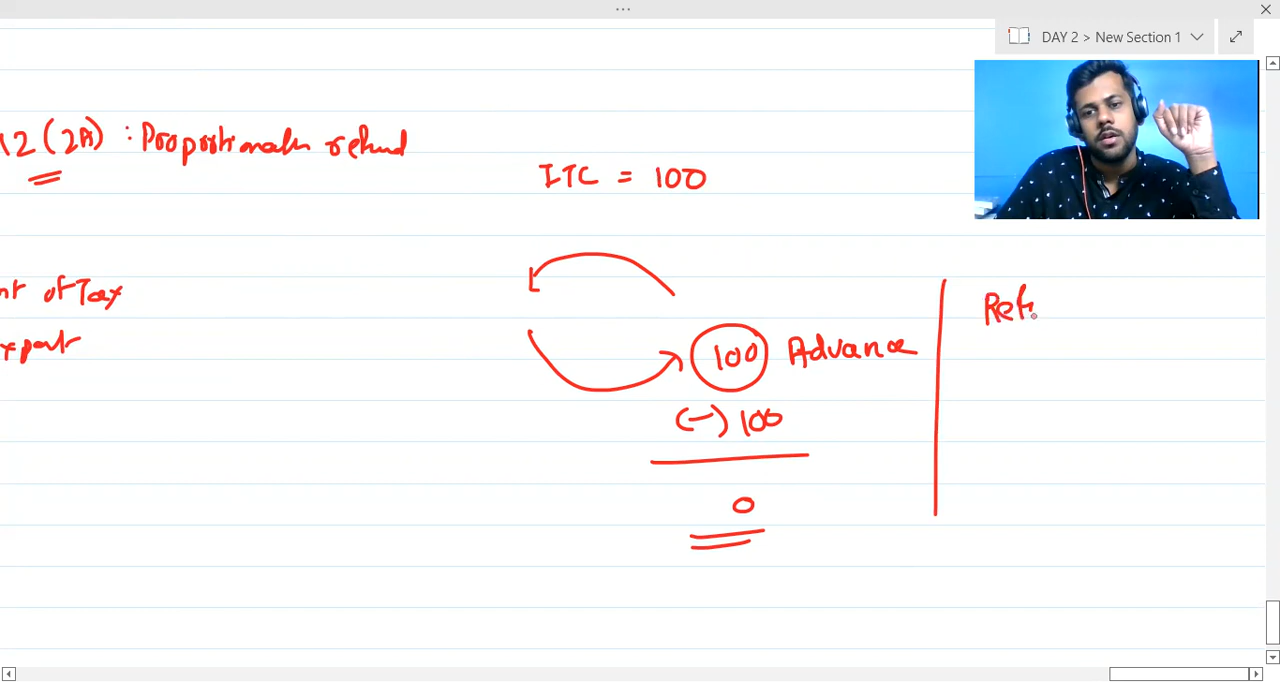 DAY 2 > New Section 1
12 (2A) : Proportionate refund
ITC = 100
nt of Tax
Ref
xport
100 Advance
(-) 100
0